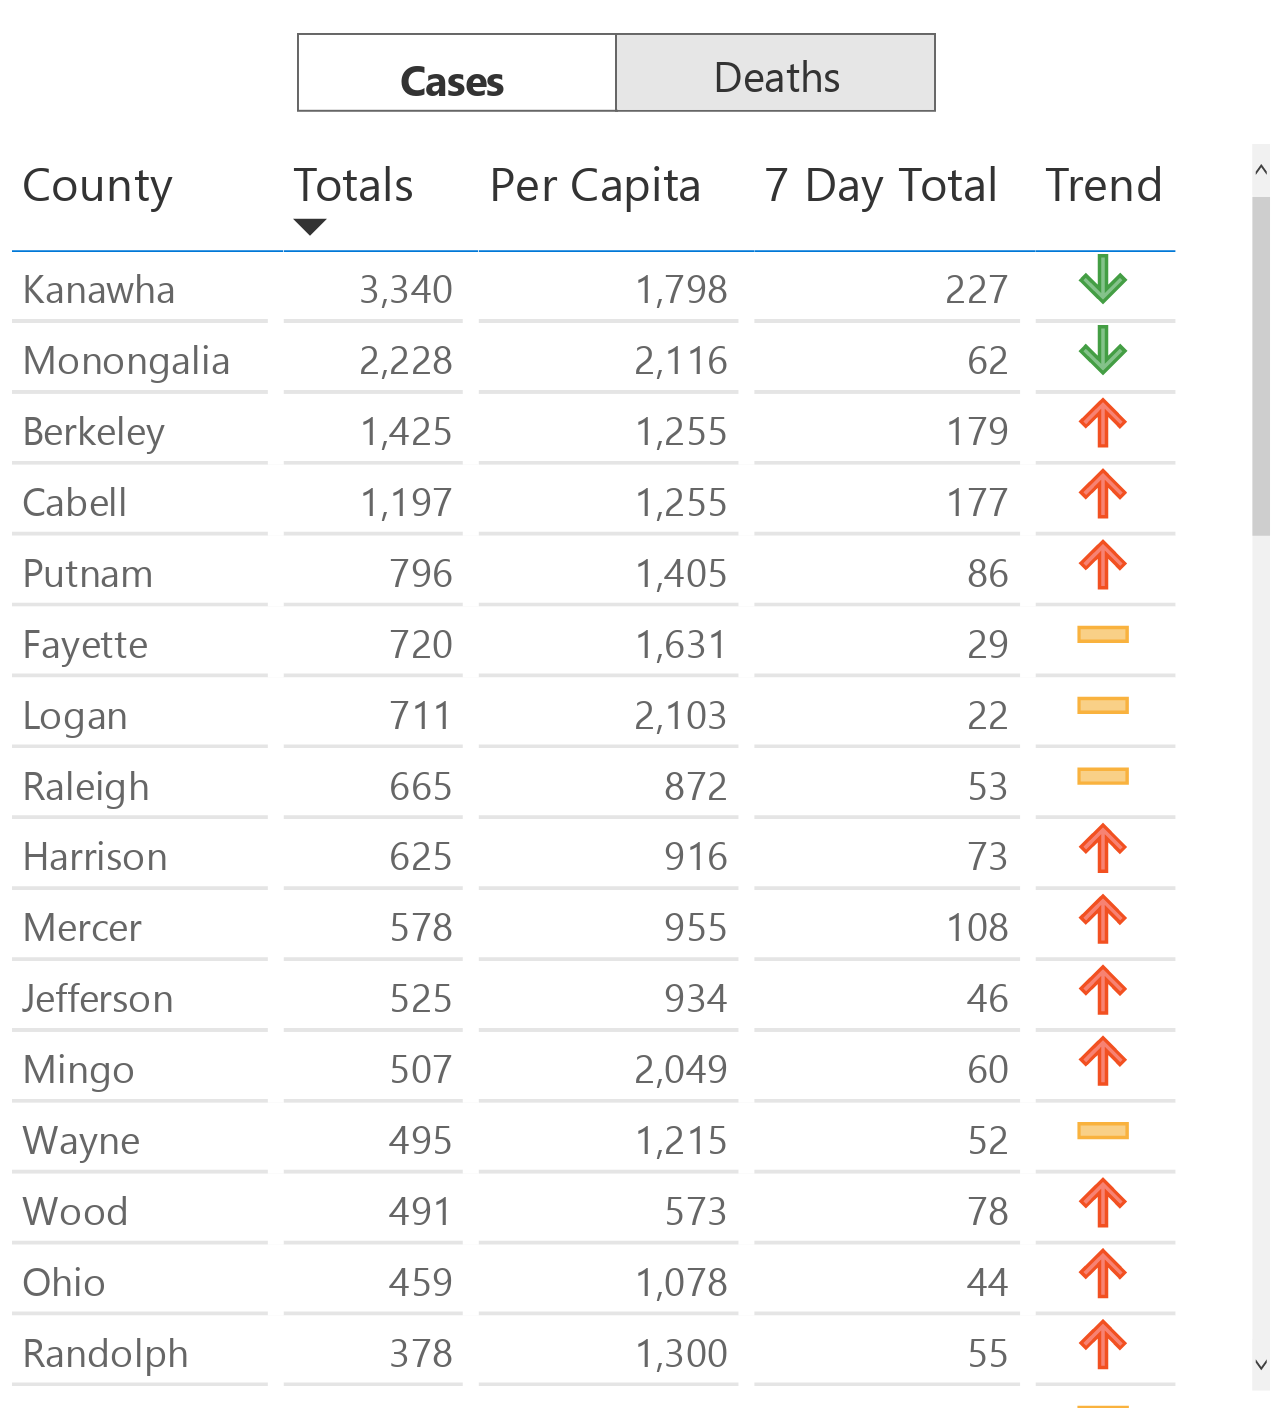 Cases Deaths
County Totals Per Capita 7 Day Total Trend
Kanawha 3,340 1,798 227
Monongalia 2,228 2,116 62
Berkeley 1,425 1,255 179
Cabell 1,197 1,255 177
Putnam 796 1,405 86
Fayette 720 1,631 29
Logan 711 2,103 22
Raleigh 665 872 53
Harrison 625 916 73
Mercer 578 955 108
Jefferson 525 934 46
Mingo 507 2,049 60
Wayne 495 1,215 52
Wood 491 573 78
Ohio 459 1,078 44
Randolph 378 1,300 55